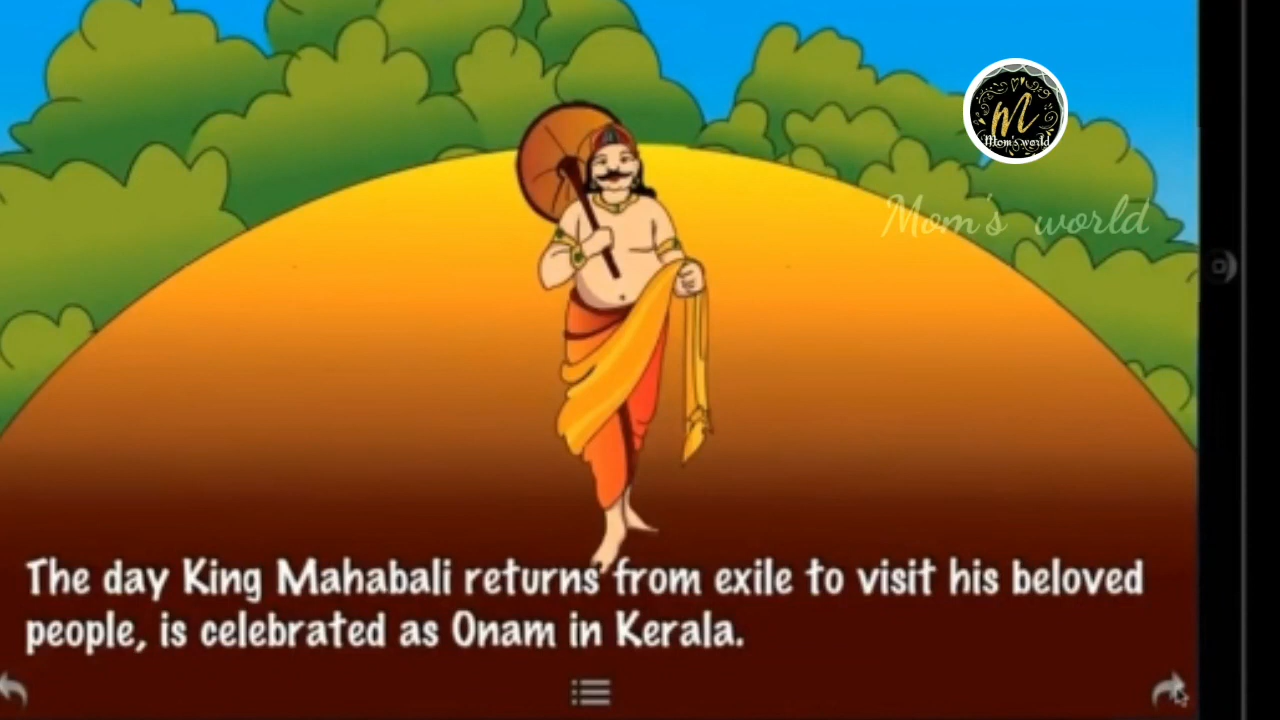 M
Mom's world
Mom's world
The day King Mahabali returns from exile to visit his beloved
people, is celebrated as Onam in Kerala.